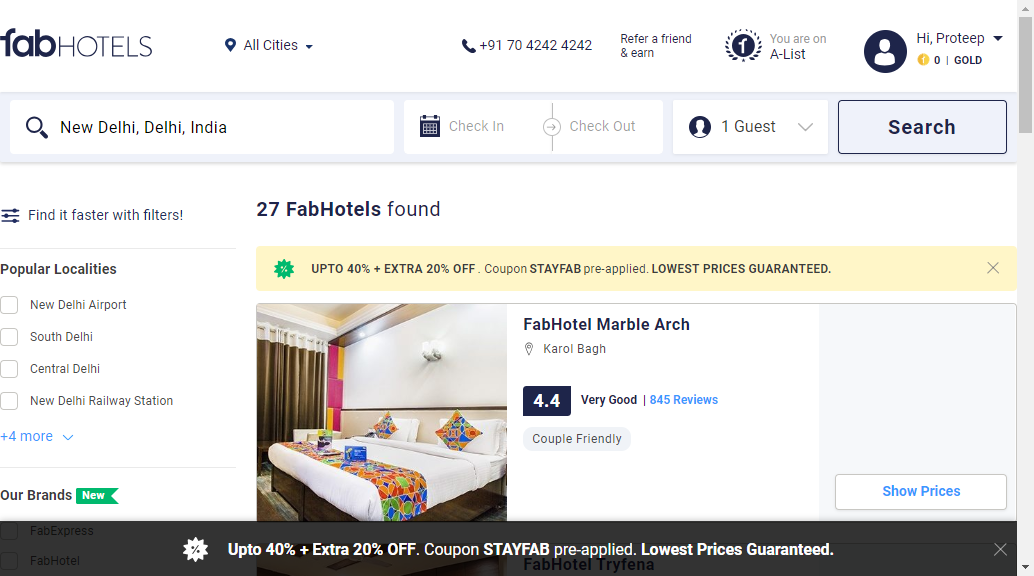 fabHOTELS
All Cities
+91 70 4242 4242
Refer a friend
& earn
You are on
A-List
Hi, Proteep
0 | GOLD
New Delhi, Delhi, India
Check In
Check Out
1 Guest
Search
Find it faster with filters!
27 FabHotels found
UPTO 40% + EXTRA 20% OFF . Coupon STAYFAB pre-applied. LOWEST PRICES GUARANTEED.
Popular Localities
New Delhi Airport
South Delhi
Central Delhi
New Delhi Railway Station
+4 more
Our Brands New
FabExpress
FabHotel
FabHotel Marble Arch
Karol Bagh
4.4 Very Good | 845 Reviews
Couple Friendly
Show Prices
Upto 40% + Extra 20% OFF. Coupon STAYFAB pre-applied. Lowest Prices Guaranteed.
FabHotel Tryfena